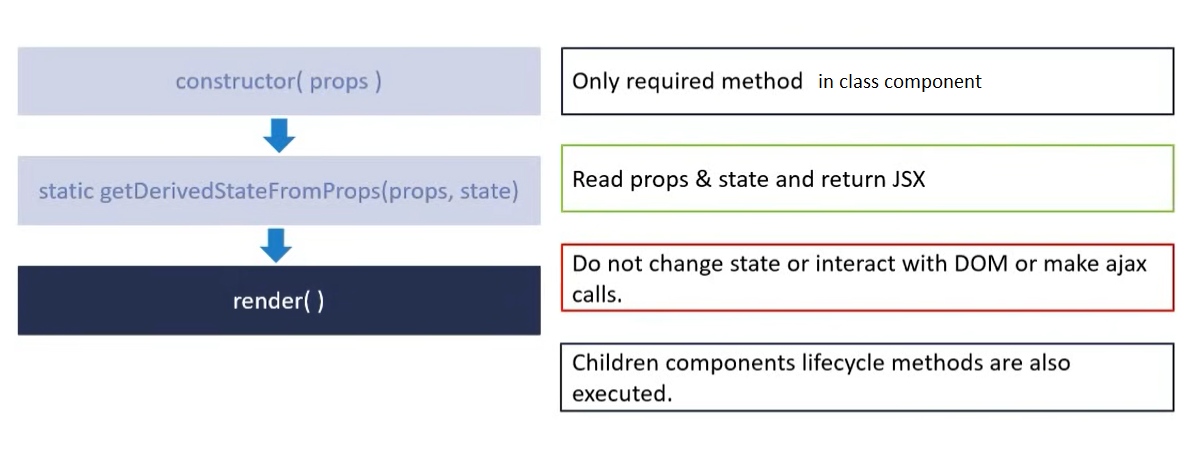 constructor( props )
static getDerivedStateFromProps(props, state)
render( )
Only required method in class component
Read props & state and return JSX
Do not change state or interact with DOM or make ajax
calls.
Children components lifecycle methods are also
executed.